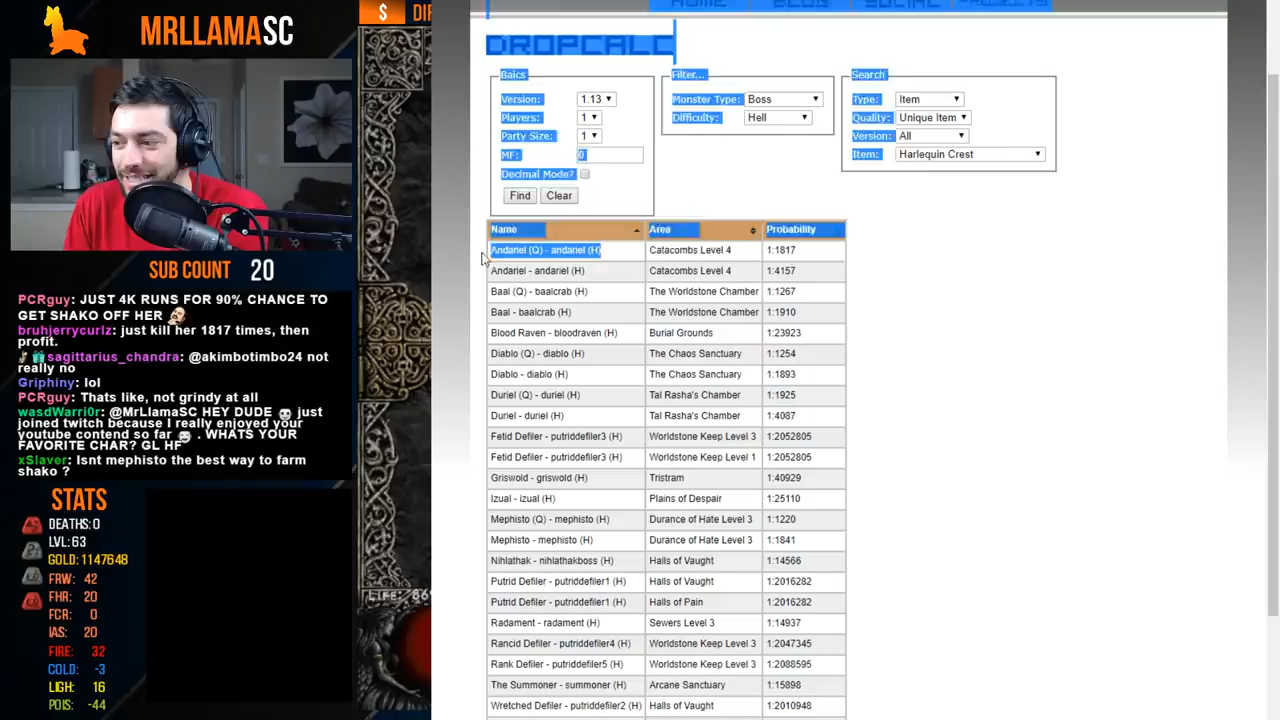 MRLLAMASC
SUB COUNT 20
PCRguy: JUST 4K RUNS FOR 90% CHANCE TO
GET SHAKO OFF HER
bruhjerrycurlz: just kill her 1817 times, then
profit.
sagittarius_chandra: @akimbotimbo24 not
really no
Griphiny: lol
PCRguy: Thats like, not grindy at all
wasdWarri0r: @MrLlamaSC HEY DUDE just
joined twitch because I really enjoyed your
youtube contend so far . WHATS YOUR
FAVORITE CHAR? GL HF
xSlaver: Isnt mephisto the best way to farm
shako ?
STATS
DEATHS: 0
LVL: 63
GOLD: 1147648
FRW: 42
FHR: 20
FCR: 0
IAS: 20
FIRE: 32
COLD: -3
LIGH: 16
POIS: -44
$ DIF
HOME BLOG SOCIAL PROJECTS
DROPCALC
Baics
Version: 1.13
Players: 1
Party Size: 1
MF: 0
Decimal Mode?
Find Clear
Filter...
Monster Type: Boss
Difficulty: Hell
Search
Type: Item
Quality: Unique Item
Version: All
Item: Harlequin Crest
Name Area Probability
Andariel (Q) - andariel (H) Catacombs Level 4 1:1817
Andariel - andariel (H) Catacombs Level 4 1:4157
Baal (Q) - baalcrab (H) The Worldstone Chamber 1:1267
Baal - baalcrab (H) The Worldstone Chamber 1:1910
Blood Raven - bloodraven (H) Burial Grounds 1:23923
Diablo (Q) - diablo (H) The Chaos Sanctuary 1:1254
Diablo - diablo (H) The Chaos Sanctuary 1:1893
Duriel (Q) - duriel (H) Tal Rasha's Chamber 1:1925
Duriel - duriel (H) Tal Rasha's Chamber 1:4087
Fetid Defiler - putriddefiler3 (H) Worldstone Keep Level 3 1:2052805
Fetid Defiler - putriddefiler3 (H) Worldstone Keep Level 1 1:2052805
Griswold - griswold (H) Tristram 1:40929
Izual - izual (H) Plains of Despair 1:25110
Mephisto (Q) - mephisto (H) Durance of Hate Level 3 1:1220
Mephisto - mephisto (H) Durance of Hate Level 3 1:1841
Nihlathak - nihlathakboss (H) Halls of Vaught 1:14566
Putrid Defiler - putriddefiler1 (H) Halls of Vaught 1:2016282
Putrid Defiler - putriddefiler1 (H) Halls of Pain 1:2016282
Radament - radament (H) Sewers Level 3 1:14937
Rancid Defiler - putriddefiler4 (H) Worldstone Keep Level 3 1:2047345
Rank Defiler - putriddefiler5 (H) Worldstone Keep Level 3 1:2088595
The Summoner - summoner (H) Arcane Sanctuary 1:15898
Wretched Defiler - putriddefiler2 (H) Halls of Vaught 1:2010948